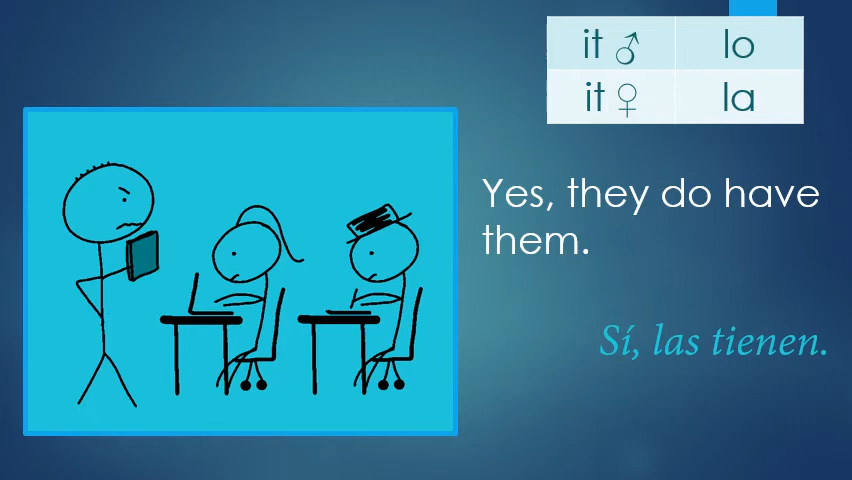 it ♂ lo
it ♀ la
Yes, they do have
them.
Sí, las tienen.